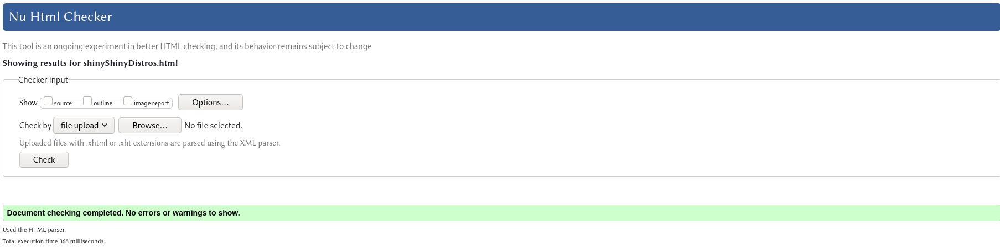 Nu Html Checker
This tool is an ongoing experiment in better HTML checking, and its behavior remains subject to change
Showing results for shinyShinyDistros.html
Checker Input
Show source outline image report Options...
Check by file upload Browse... No file selected.
Uploaded files with .xhtml or .xht extensions are parsed using the XML parser.
Check
Document checking completed. No errors or warnings to show.
Used the HTML parser.
Total execution time 368 milliseconds.